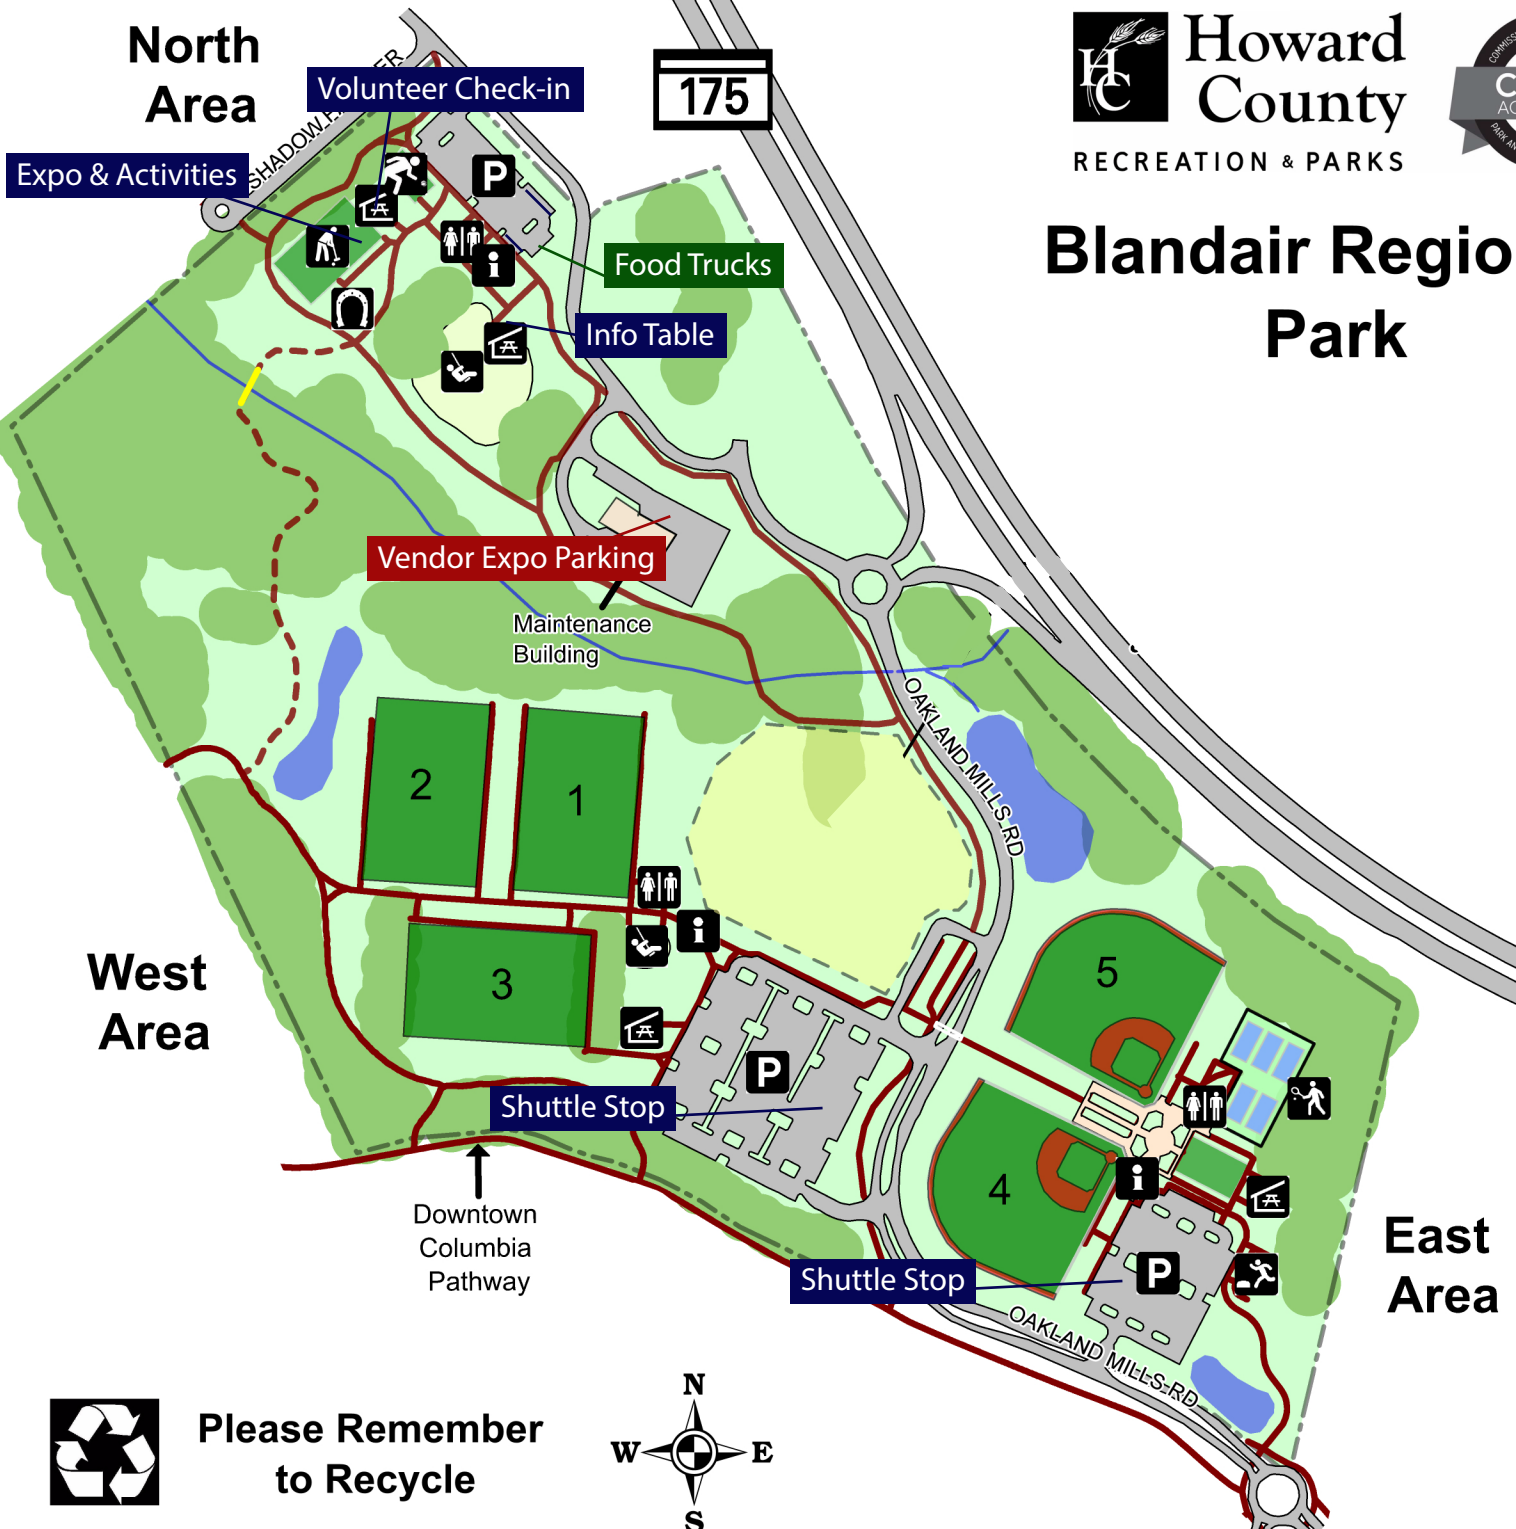 North
Area
Volunteer Check-in
Expo & Activities
175
P
Food Trucks
Info Table
Howard
County
RECREATION & PARKS
HC
Blandair Regio
Park
Vendor Expo Parking
Maintenance
Building
OAKLAND MILLS RD
2
1
3
5
4
West
Area
P
Shuttle Stop
Downtown
Columbia
Pathway
Shuttle Stop
P
East
Area
OAKLAND MILLS RD
Please Remember
to Recycle
N
W
E
S